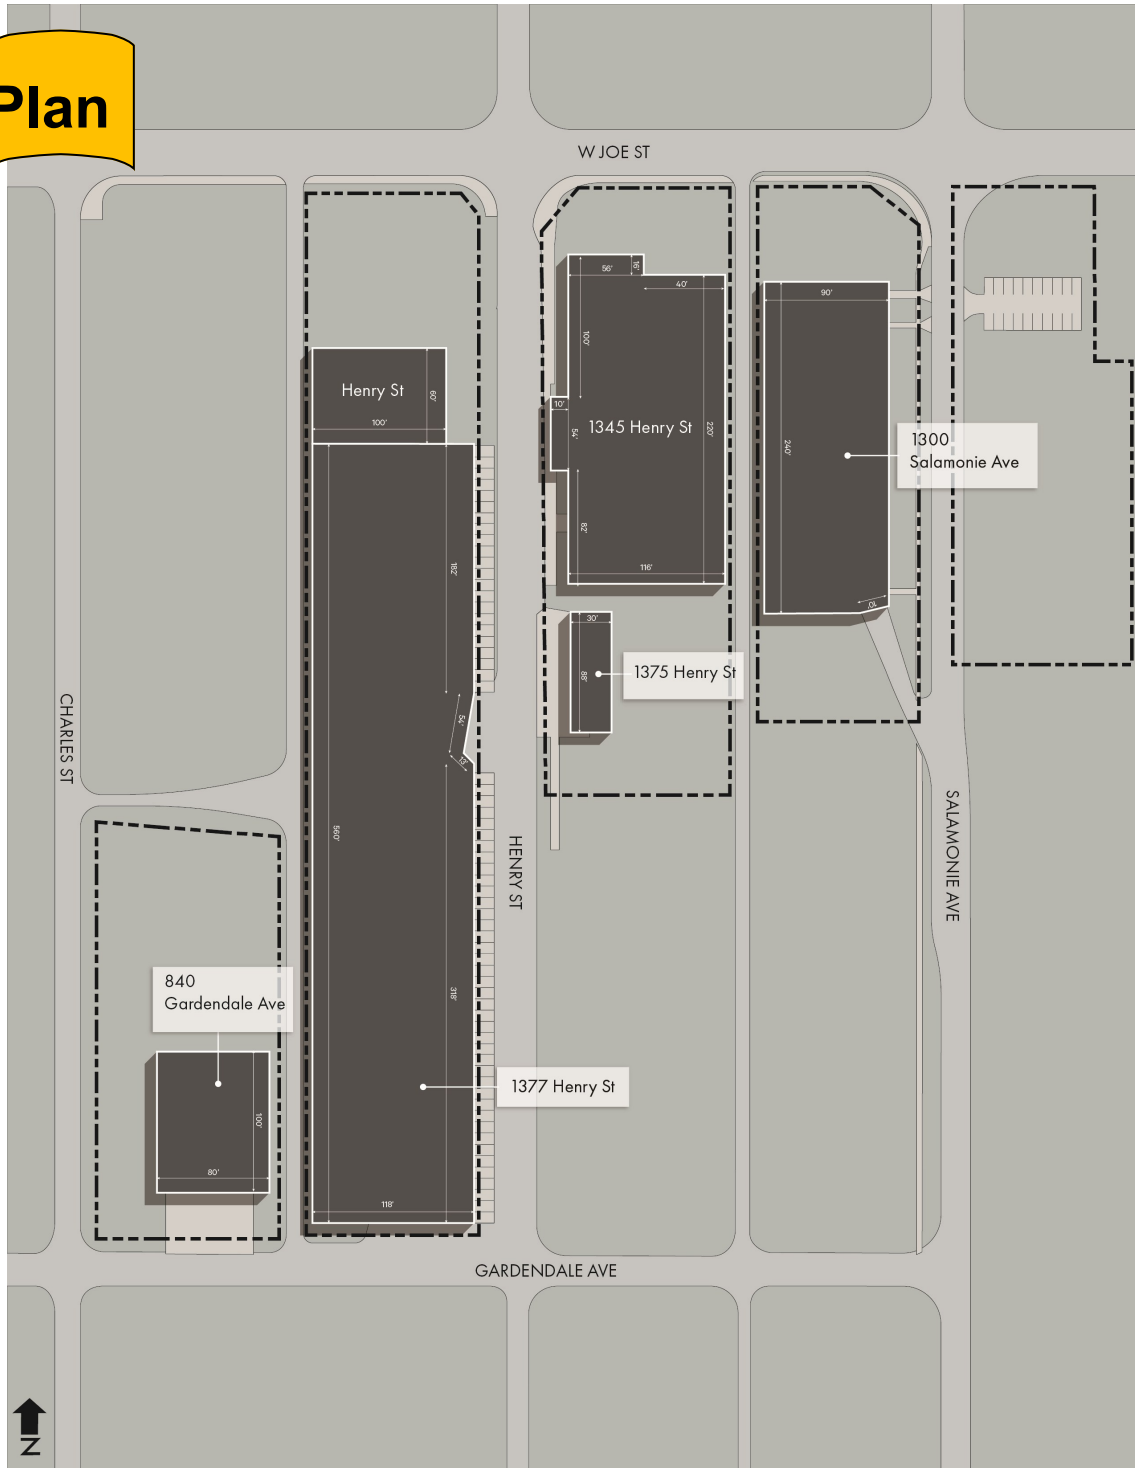 Plan
W JOE ST
56'
16'
40'
90'
100'
Henry St
60'
100'
10'
54'
1345 Henry St
220'
240'
1300
Salamonie Ave
182'
82'
116'
10'
30'
88'
1375 Henry St
54'
13'
CHARLES ST
560'
HENRY ST
SALAMONIE AVE
840
Gardendale Ave
318'
1377 Henry St
100'
80'
118'
GARDENDALE AVE
N